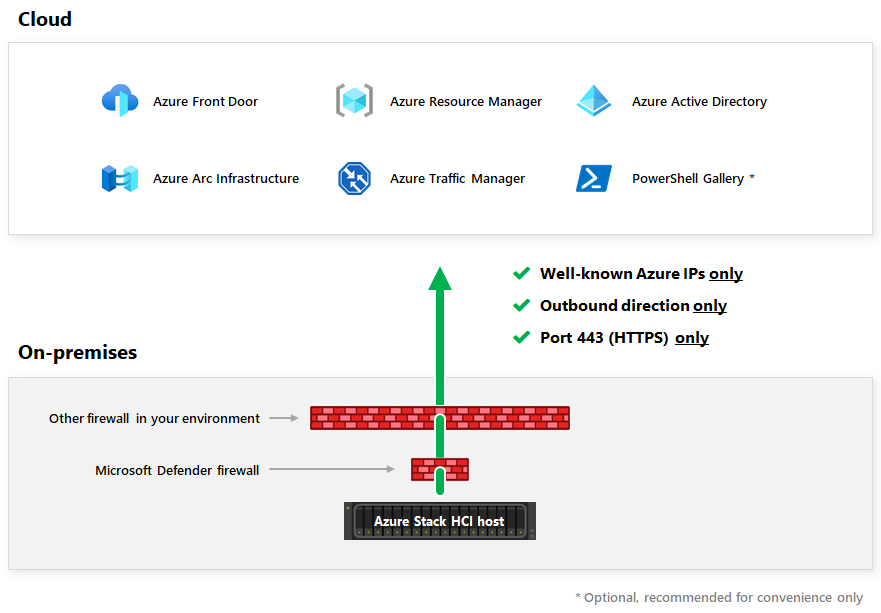 Cloud
Azure Front Door
Azure Resource Manager
Azure Active Directory
Azure Arc Infrastructure
Azure Traffic Manager
PowerShell Gallery *
Well-known Azure IPs only
Outbound direction only
Port 443 (HTTPS) only
On-premises
Other firewall in your environment
Microsoft Defender firewall
Azure Stack HCI host
* Optional, recommended for convenience only